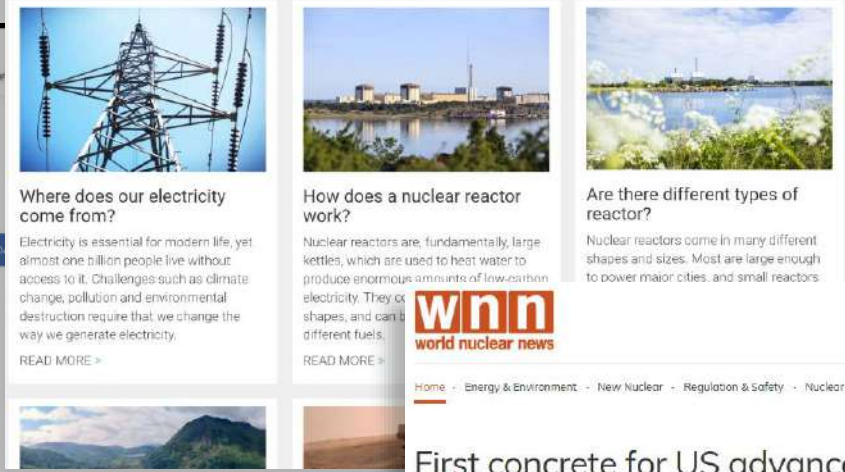 Where does our electricity
come from?
Electricity is essential for modern life, yet
almost one billion people live without
access to it. Challenges such as climate
change, pollution and environmental
destruction require that we change the
way we generate electricity.
READ MORE >
How does a nuclear reactor
work?
Nuclear reactors are, fundamentally, large
kettles, which are used to heat water to
produce enormous amounts of low-carbon
electricity. They
shapes, and can
different fuels.
READ MORE >
Are there different types of
reactor?
Nuclear reactors come in many different
shapes and sizes. Most are large enough
to power major cities, and small reactors
wnn
world nuclear news
Home - Energy & Environment - New Nuclear - Regulation & Safety - Nuclear
First concrete for US